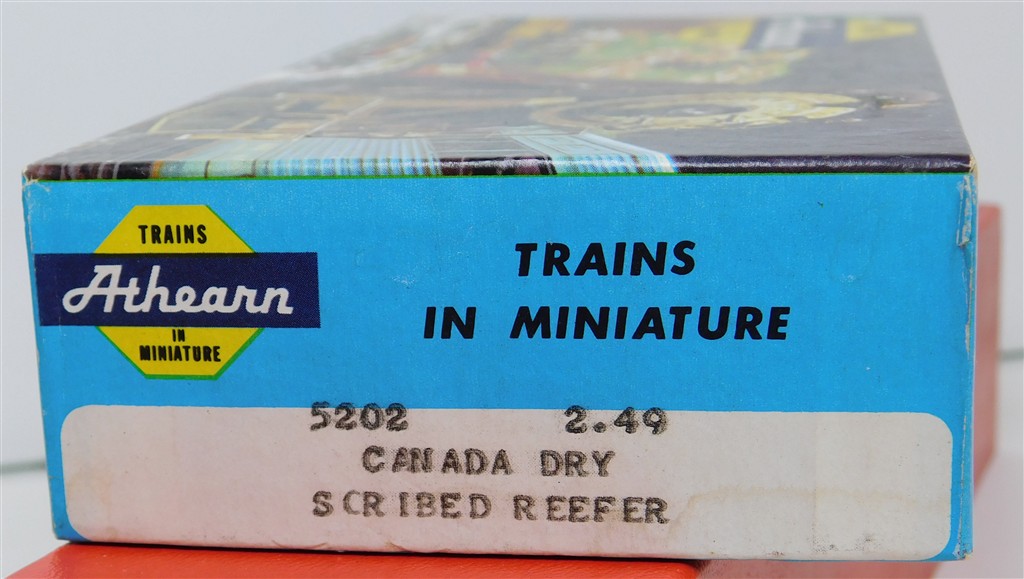 TRAINS
Athearn
IN
MINIATURE
TRAINS
IN MINIATURE
5202 2.49
CANADA DRY
SCRIBED REEFER